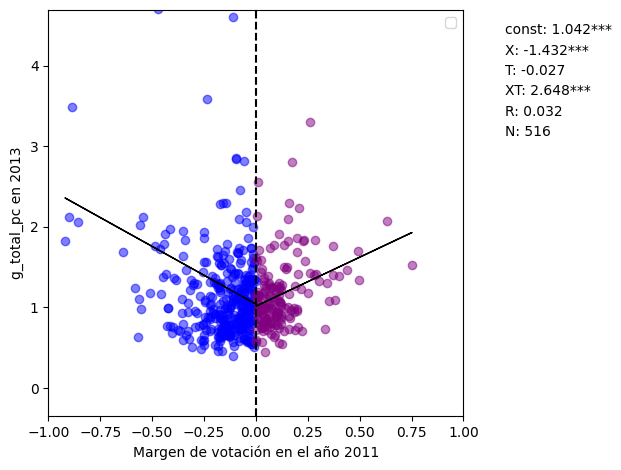 const: 1.042***
X: -1.432***
T: -0.027
XT: 2.648***
R: 0.032
N: 516
g_total_pc en 2013
4
3
2
1
0
-1.00 -0.75 -0.50 -0.25 0.00 0.25 0.50 0.75 1.00
Margen de votación en el año 2011